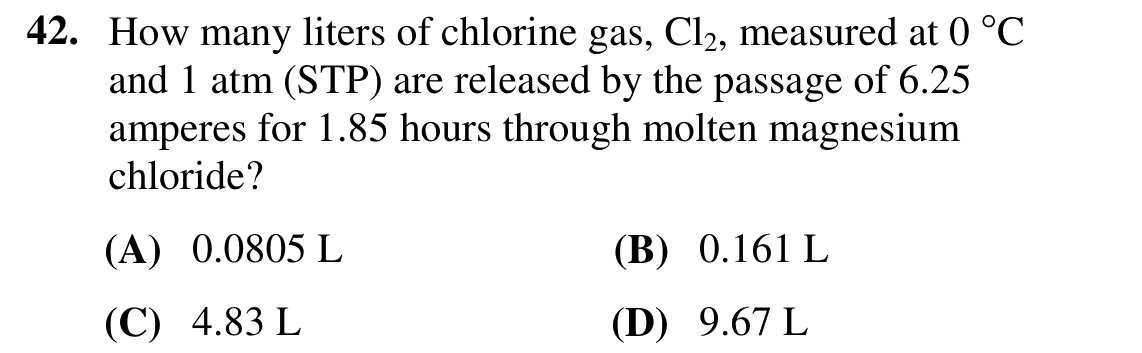 42. How many liters of chlorine gas, Cl₂, measured at 0 °C
and 1 atm (STP) are released by the passage of 6.25
amperes for 1.85 hours through molten magnesium
chloride?
(A) 0.0805 L (B) 0.161 L
(C) 4.83 L (D) 9.67 L